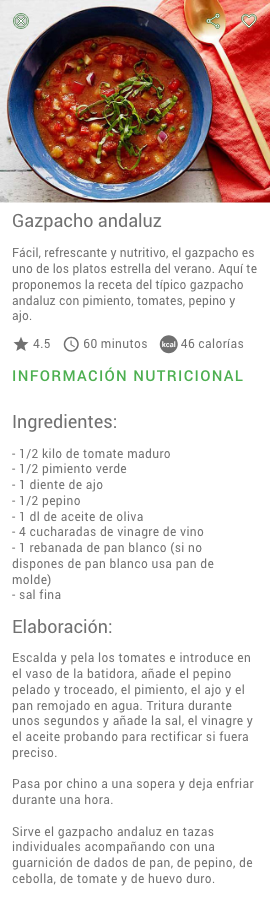 Gazpacho andaluz
Fácil, refrescante y nutritivo, el gazpacho es
uno de los platos estrella del verano. Aquí te
proponemos la receta del típico gazpacho
andaluz con pimiento, tomates, pepino y
ajo.
4.5 60 minutos kcal 46 calorías
INFORMACIÓN NUTRICIONAL
Ingredientes:
- 1/2 kilo de tomate maduro
- 1/2 pimiento verde
- 1 diente de ajo
- 1/2 pepino
- 1 dl de aceite de oliva
- 4 cucharadas de vinagre de vino
- 1 rebanada de pan blanco (si no
dispones de pan blanco usa pan de
molde)
- sal fina
Elaboración:
Escalda y pela los tomates e introduce en
el vaso de la batidora, añade el pepino
pelado y troceado, el pimiento, el ajo y el
pan remojado en agua. Tritura durante
unos segundos y añade la sal, el vinagre y
el aceite probando para rectificar si fuera
preciso.
Pasa por chino a una sopera y deja enfriar
durante una hora.
Sirve el gazpacho andaluz en tazas
individuales acompañando con una
guarnición de dados de pan, de pepino, de
cebolla, de tomate y de huevo duro.